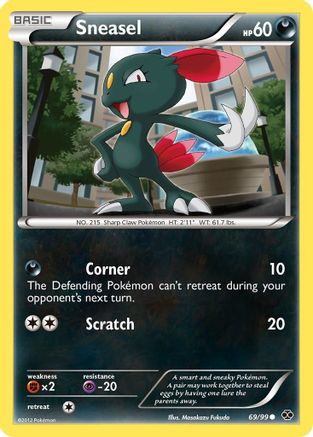 BASIC
Sneasel
HP60
NO. 215 Sharp Claw Pokémon HT: 2'11" WT: 61.7 lbs.
Corner 10
The Defending Pokémon can't retreat during your
opponent's next turn.
Scratch 20
weakness
×2
resistance
-20
retreat
A smart and sneaky Pokémon.
A pair may work together to steal
eggs by having one lure the
parents away.
©2012 Pokémon
Illus. Masakazu Fukuda
69/99